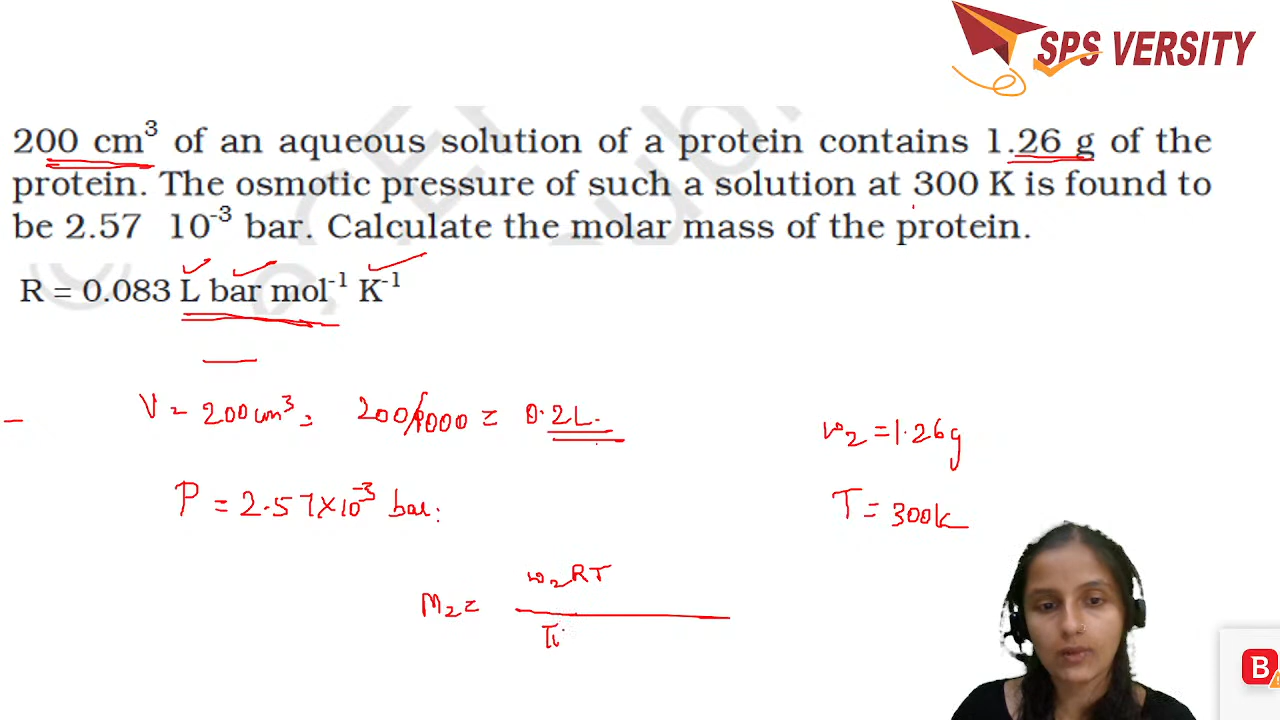 SPS VERSITY
200 cm³ of an aqueous solution of a protein contains 1.26 g of the
protein. The osmotic pressure of such a solution at 300 K is found to
be 2.57 10⁻³ bar. Calculate the molar mass of the protein.
R = 0.083 L bar mol⁻¹ K⁻¹
V = 200 cm³ = 200/1000 = 0.2L.
w₂ = 1.26g
P = 2.57×10⁻³ bar.
T = 300K
w₂RT
M₂ =
π
B